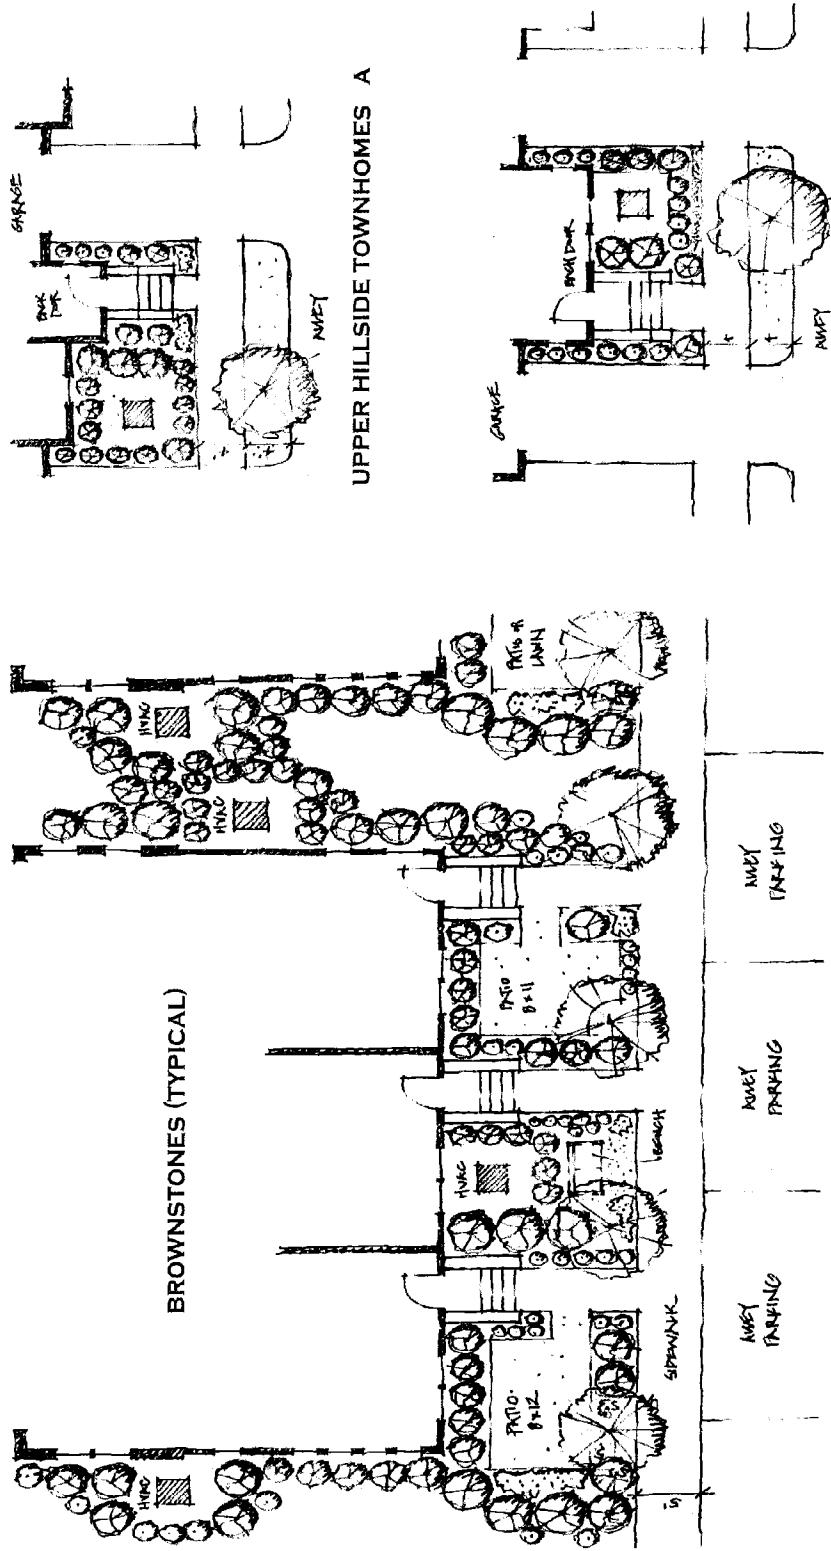 GARAGE
BACK
DOOR
ALLEY
UPPER HILLSIDE TOWNHOMES A
GARAGE
BACK DOOR
ALLEY
BROWNSTONES (TYPICAL)
HVAC
PATIO
8x12
HVAC
BENCH
PATIO
8x11
HVAC
HVAC
PATIO OR
LAWN
5'
SIDEWALK
ALLEY
PARKING
ALLEY
PARKING
ALLEY
PARKING